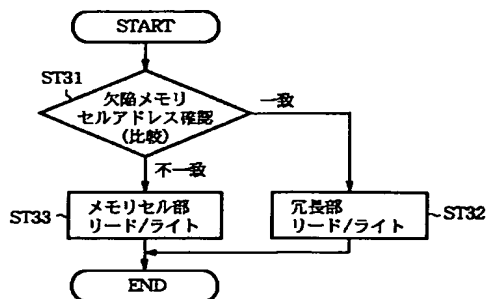 START
ST31
欠陥メモリ
セルアドレス確認
(比較)
一致
不一致
ST33
メモリセル部
リード/ライト
冗長部
リード/ライト
ST32
END